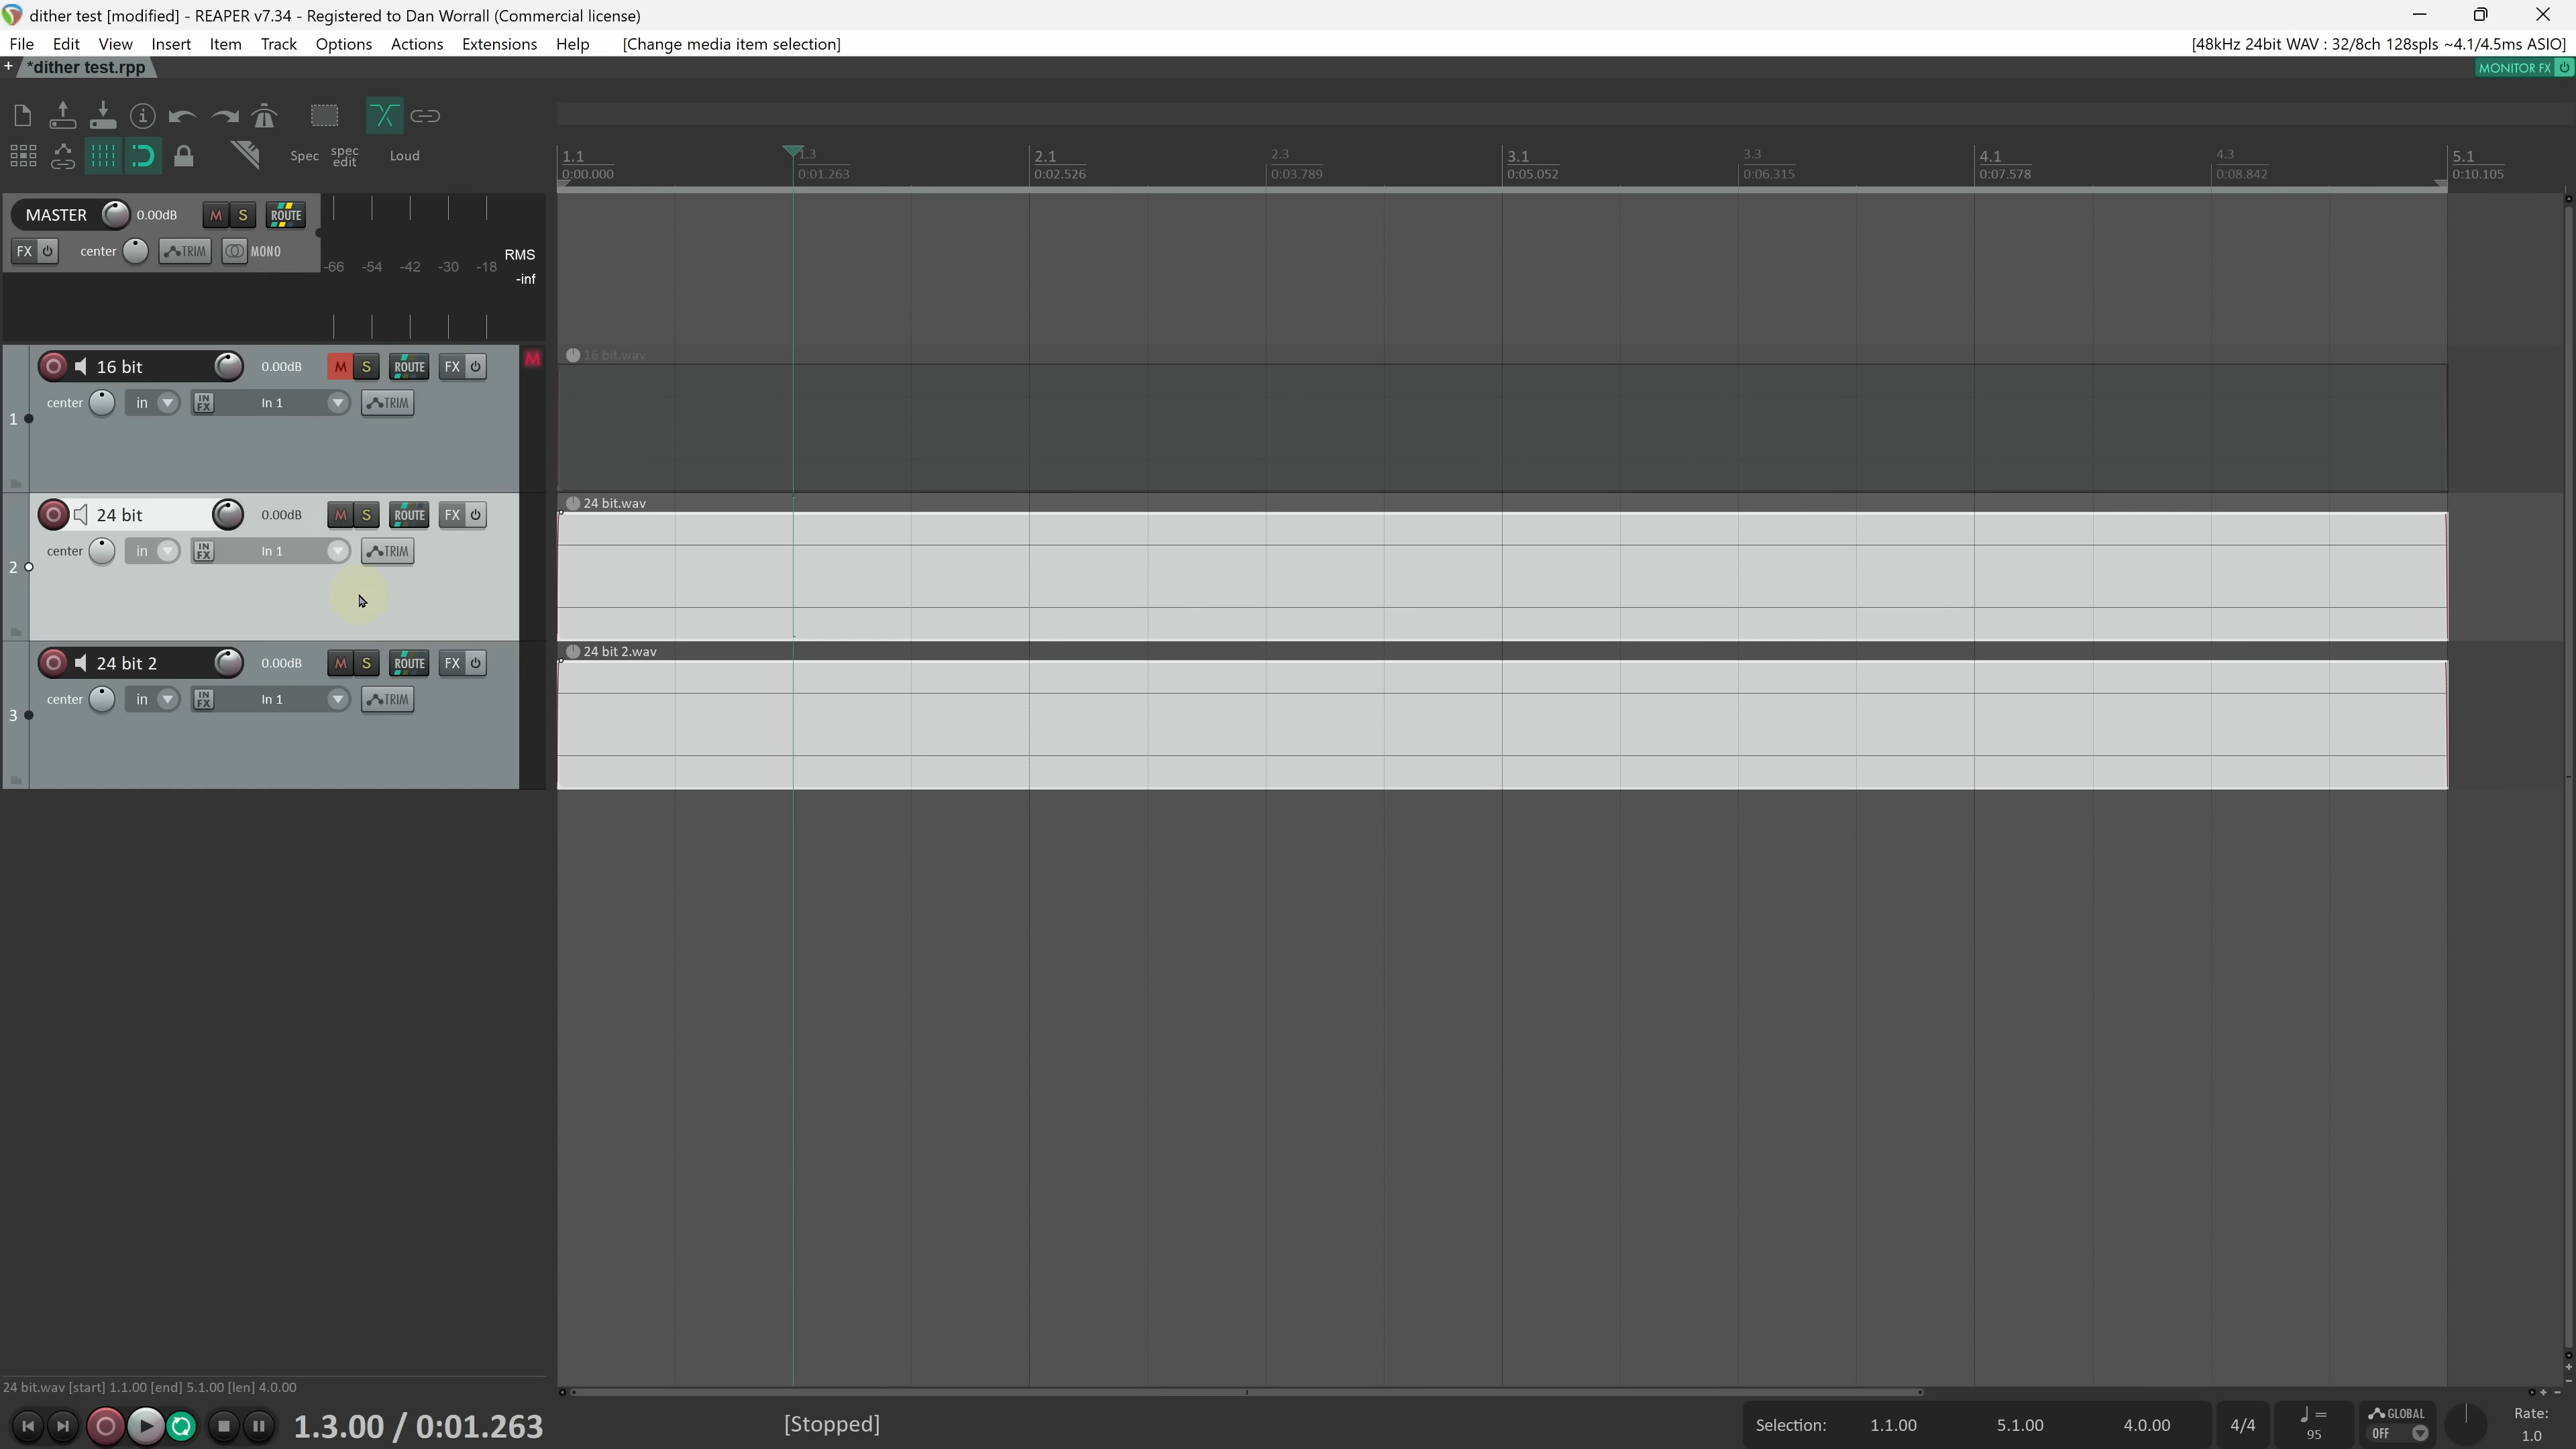 dither test [modified] - REAPER v7.34 - Registered to Dan Worrall (Commercial license)
File Edit View Insert Item Track Options Actions Extensions Help [Change media item selection] [48kHz 24bit WAV : 32/8ch 128spls ~4.1/4.5ms ASIO]
+ *dither test.rpp MONITOR FX
Spec spec edit Loud
1.1 1.3 2.1 2.3 3.1 3.3 4.1 4.3 5.1
0:00.000 0:01.263 0:02.526 0:03.789 0:05.052 0:06.315 0:07.578 0:08.842 0:10.105
MASTER 0.00dB M S ROUTE
FX center TRIM MONO RMS
-66 -54 -42 -30 -18 -inf
16 bit 0.00dB M S ROUTE FX M 16 bit.wav
center in IN FX In 1 TRIM
1
24 bit 0.00dB M S ROUTE FX 24 bit.wav
center in IN FX In 1 TRIM
2
24 bit 2 0.00dB M S ROUTE FX 24 bit 2.wav
center in IN FX In 1 TRIM
3
24 bit.wav [start] 1.1.00 [end] 5.1.00 [len] 4.0.00
1.3.00 / 0:01.263 [Stopped] Selection: 1.1.00 5.1.00 4.0.00 4/4 = 95 GLOBAL OFF Rate: 1.0